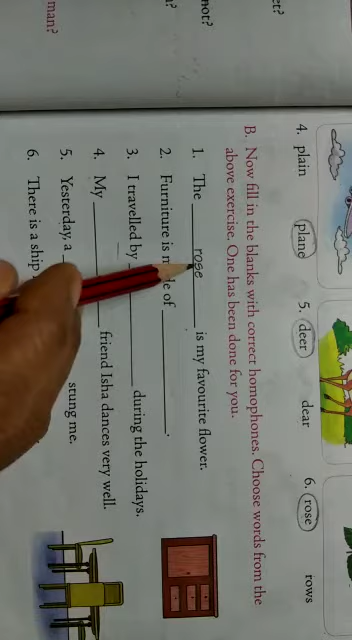 et?
not?
man?
4. plain plane 5. deer dear 6. rose rows
B. Now fill in the blanks with correct homophones. Choose words from the
above exercise. One has been done for you.
1. The rose is my favourite flower.
2. Furniture is of .
3. I travelled by during the holidays.
4. My friend Isha dances very well.
5. Yesterday, a stung me.
6. There is a ship